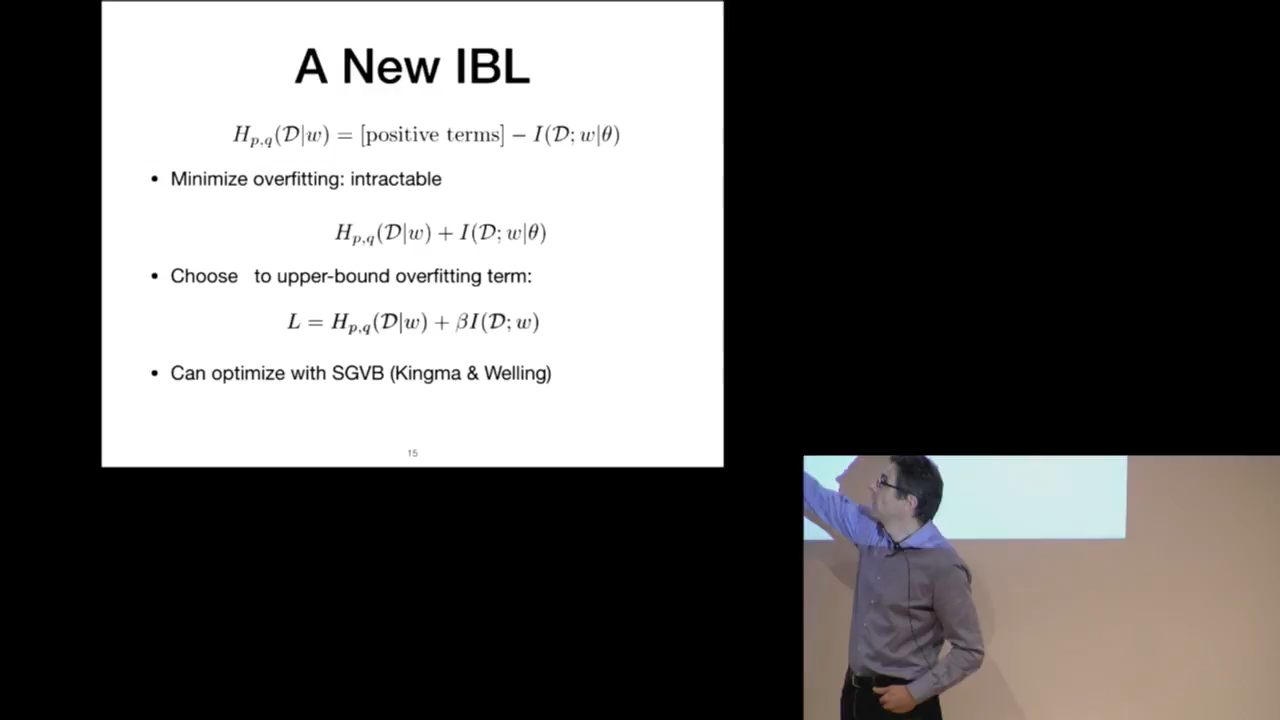 A New IBL
H_{p,q}(𝒟|w) = [positive terms] − I(𝒟; w|θ)
• Minimize overfitting: intractable
H_{p,q}(𝒟|w) + I(𝒟; w|θ)
• Choose to upper-bound overfitting term:
L = H_{p,q}(𝒟|w) + βI(𝒟; w)
• Can optimize with SGVB (Kingma & Welling)
15